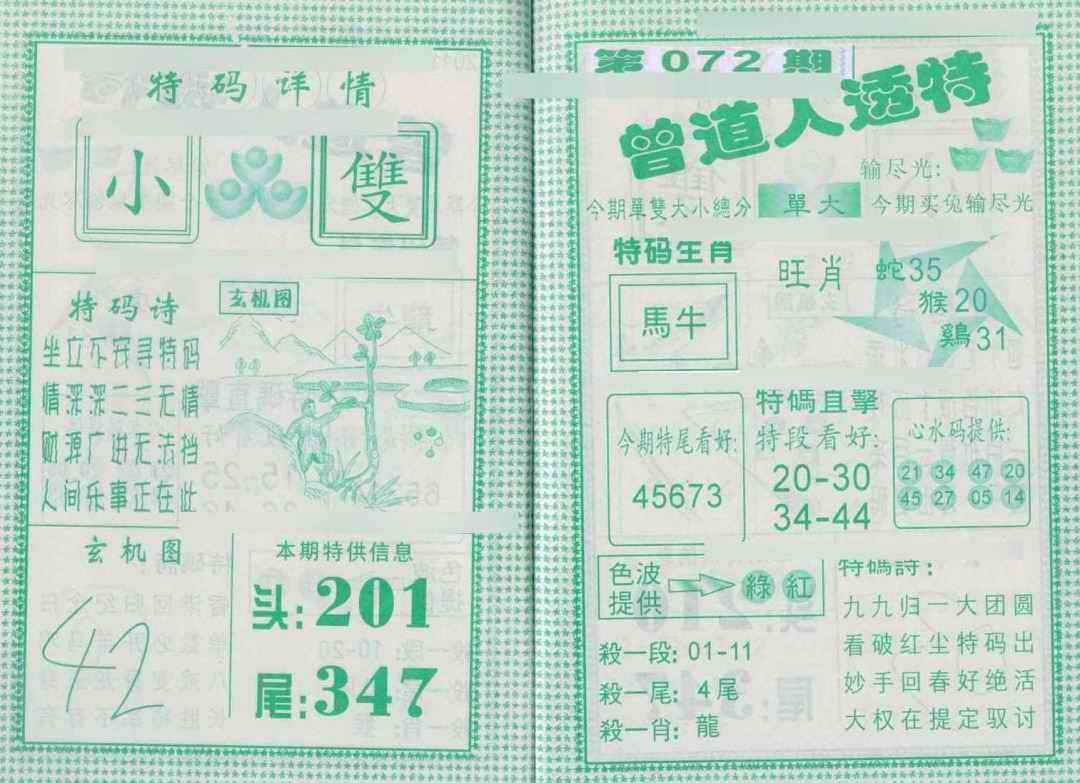 特码详情
小 雙
特码诗
坐立不安寻特码
情深深二三无情
财源广进无法挡
人间乐事正在此
玄机图
玄机图
42
本期特供信息
头:201
尾:347
第072期
曾道人透特
输尽光:
今期單雙大小總分 單大 今期买兔输尽光
特码生肖
馬牛
旺肖
蛇35
猴20
鷄31
今期特尾看好:
45673
特碼直擊
特段看好:
20-30
34-44
心水码提供:
21 34 47 20
45 27 05 14
色波
提供
綠 紅
殺一段: 01-11
殺一尾: 4尾
殺一肖: 龍
特碼詩:
九九归一大团圆
看破红尘特码出
妙手回春好绝活
大权在提定驭讨